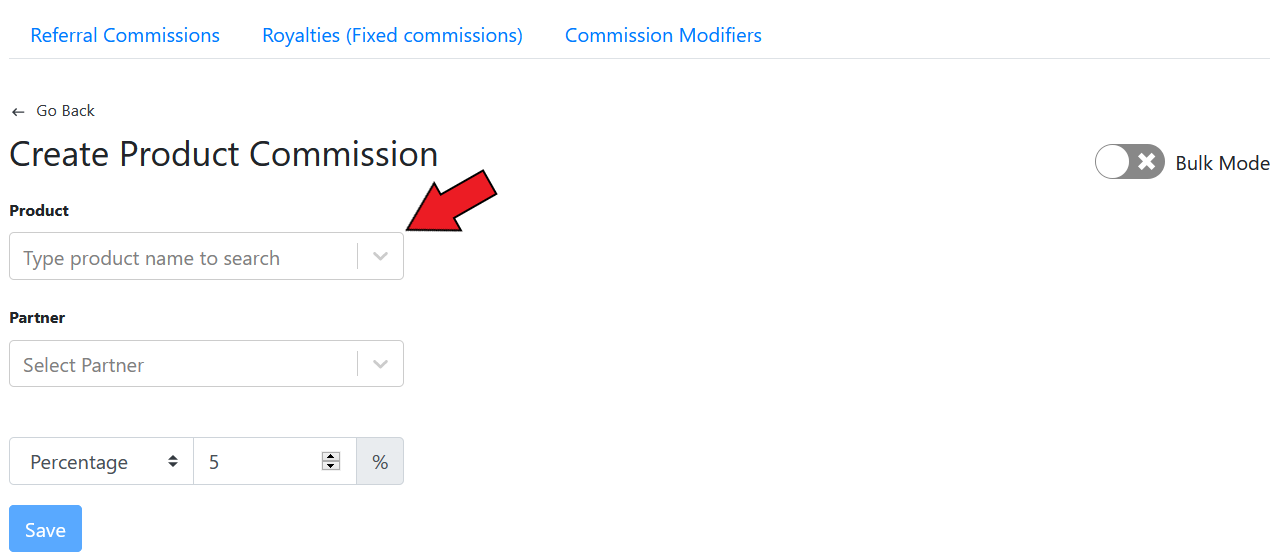 Referral Commissions Royalties (Fixed commissions) Commission Modifiers
← Go Back
Create Product Commission
Bulk Mode
Product
Type product name to search
Partner
Select Partner
Percentage 5 %
Save